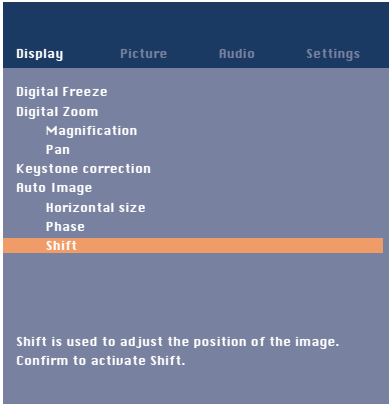 Display Picture Audio Settings
Digital Freeze
Digital Zoom
Magnification
Pan
Keystone correction
Auto Image
Horizontal size
Phase
Shift
Shift is used to adjust the position of the image.
Confirm to activate Shift.